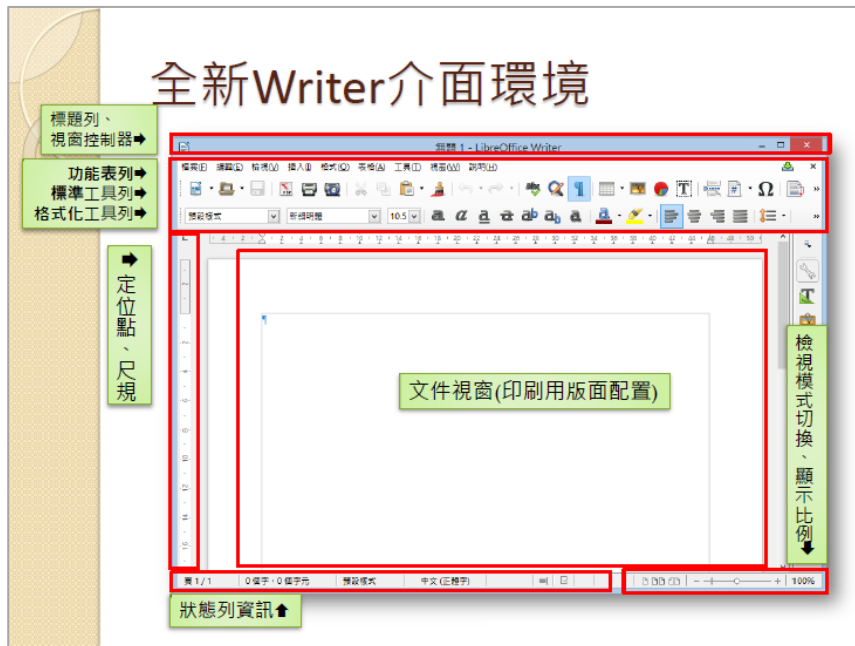 全新Writer介面環境
標題列、
視窗控制器➡
無題 1 - LibreOffice Writer
功能表列➡
標準工具列➡
格式化工具列➡
檔案(F) 編輯(E) 檢視(V) 插入(I) 格式(O) 表格(A) 工具(T) 視窗(W) 說明(H)
預設樣式 新細明體 10.5
➡定位點、尺規
文件視窗(印刷用版面配置)
檢視模式切換、顯示比例➡
頁 1 / 1 0 個字，0 個字元 預設樣式 中文 (正體字) 100%
狀態列資訊⬆